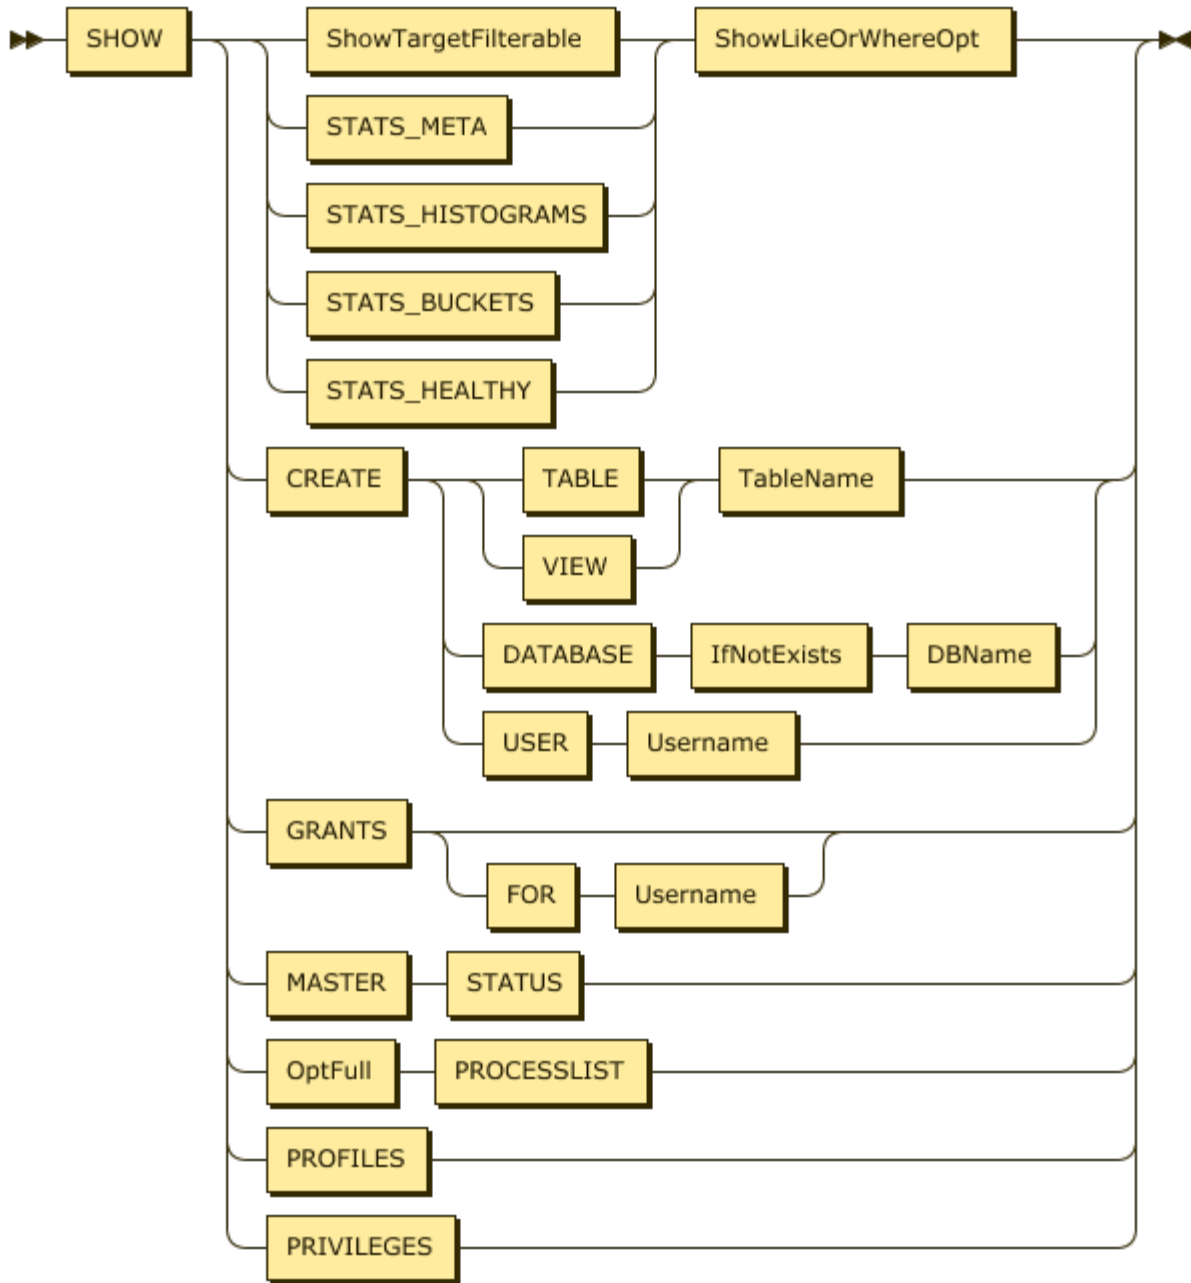 SHOW ShowTargetFilterable ShowLikeOrWhereOpt
STATS_META
STATS_HISTOGRAMS
STATS_BUCKETS
STATS_HEALTHY
CREATE TABLE TableName
VIEW
DATABASE IfNotExists DBName
USER Username
GRANTS
FOR Username
MASTER STATUS
OptFull PROCESSLIST
PROFILES
PRIVILEGES